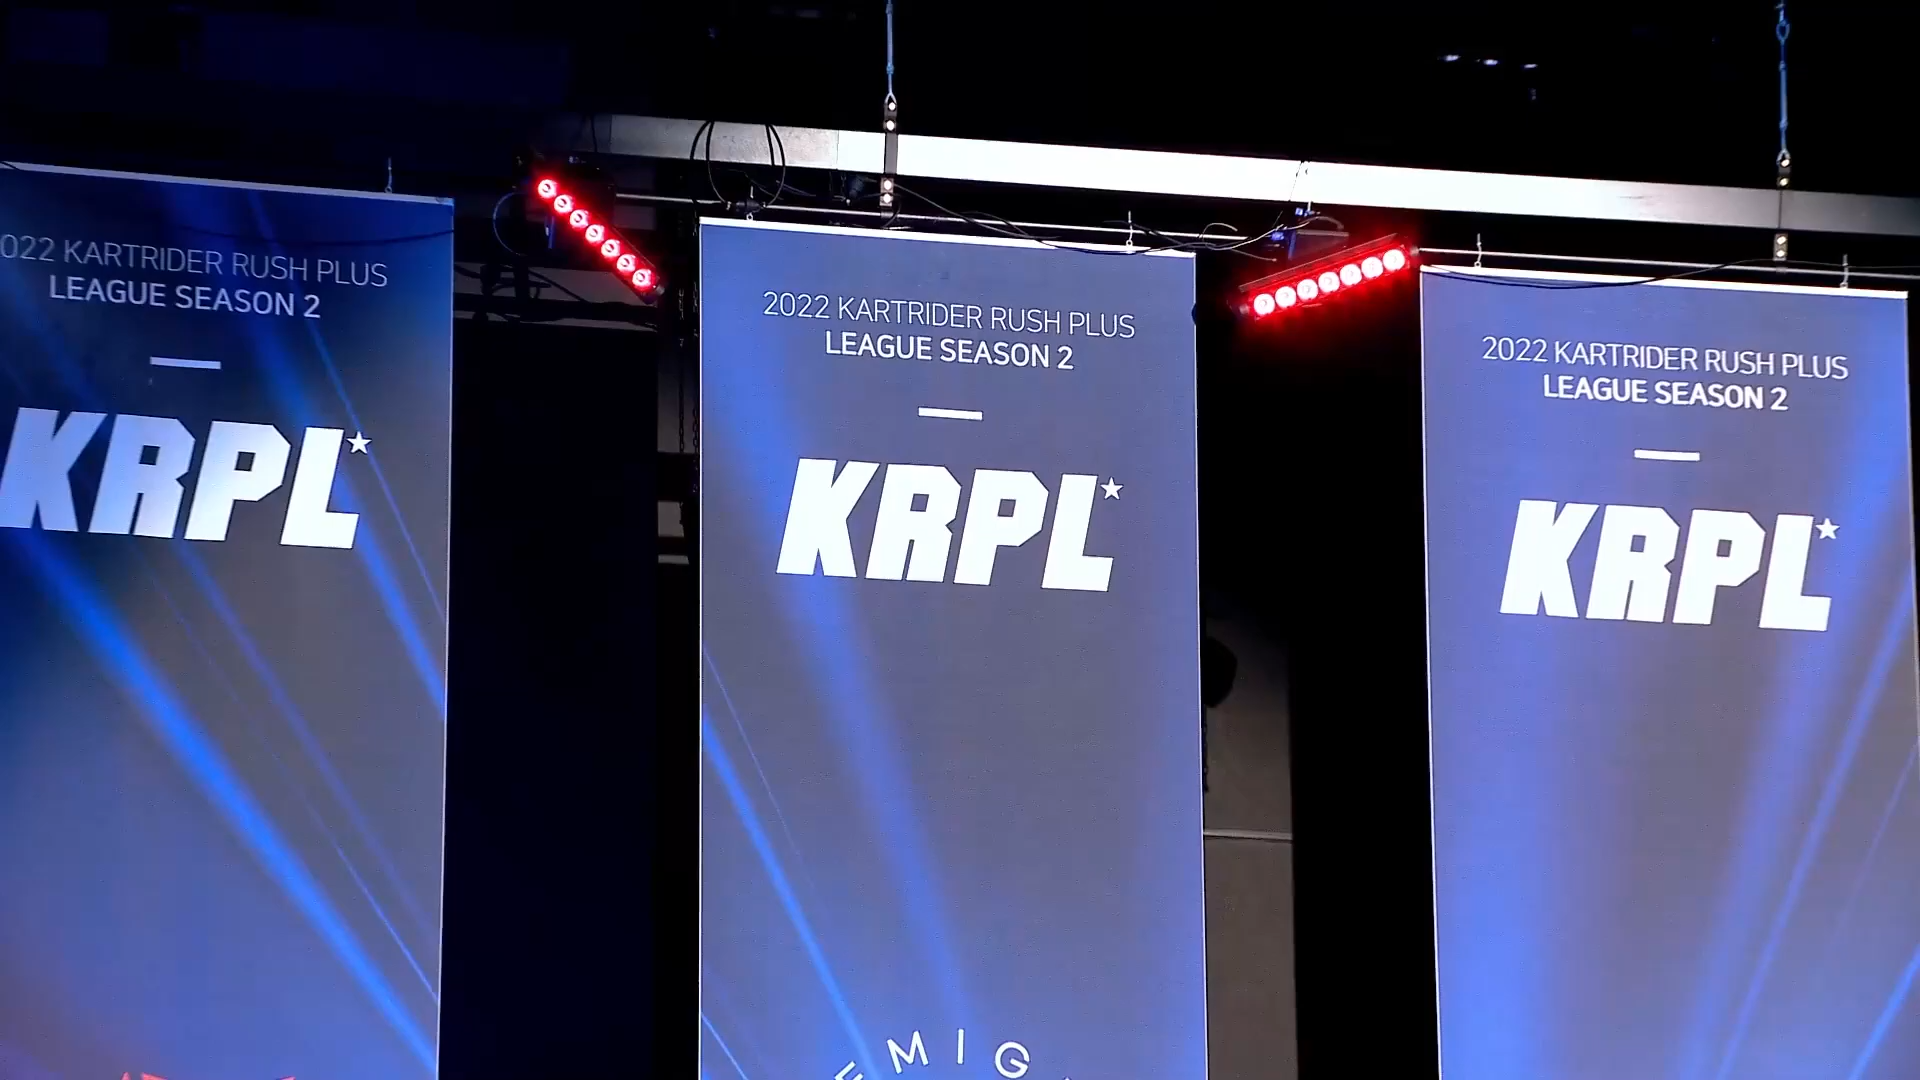 022 KARTRIDER RUSH PLUS
LEAGUE SEASON 2
KRPL
2022 KARTRIDER RUSH PLUS
LEAGUE SEASON 2
KRPL
EMIG
2022 KARTRIDER RUSH PLUS
LEAGUE SEASON 2
KRPL